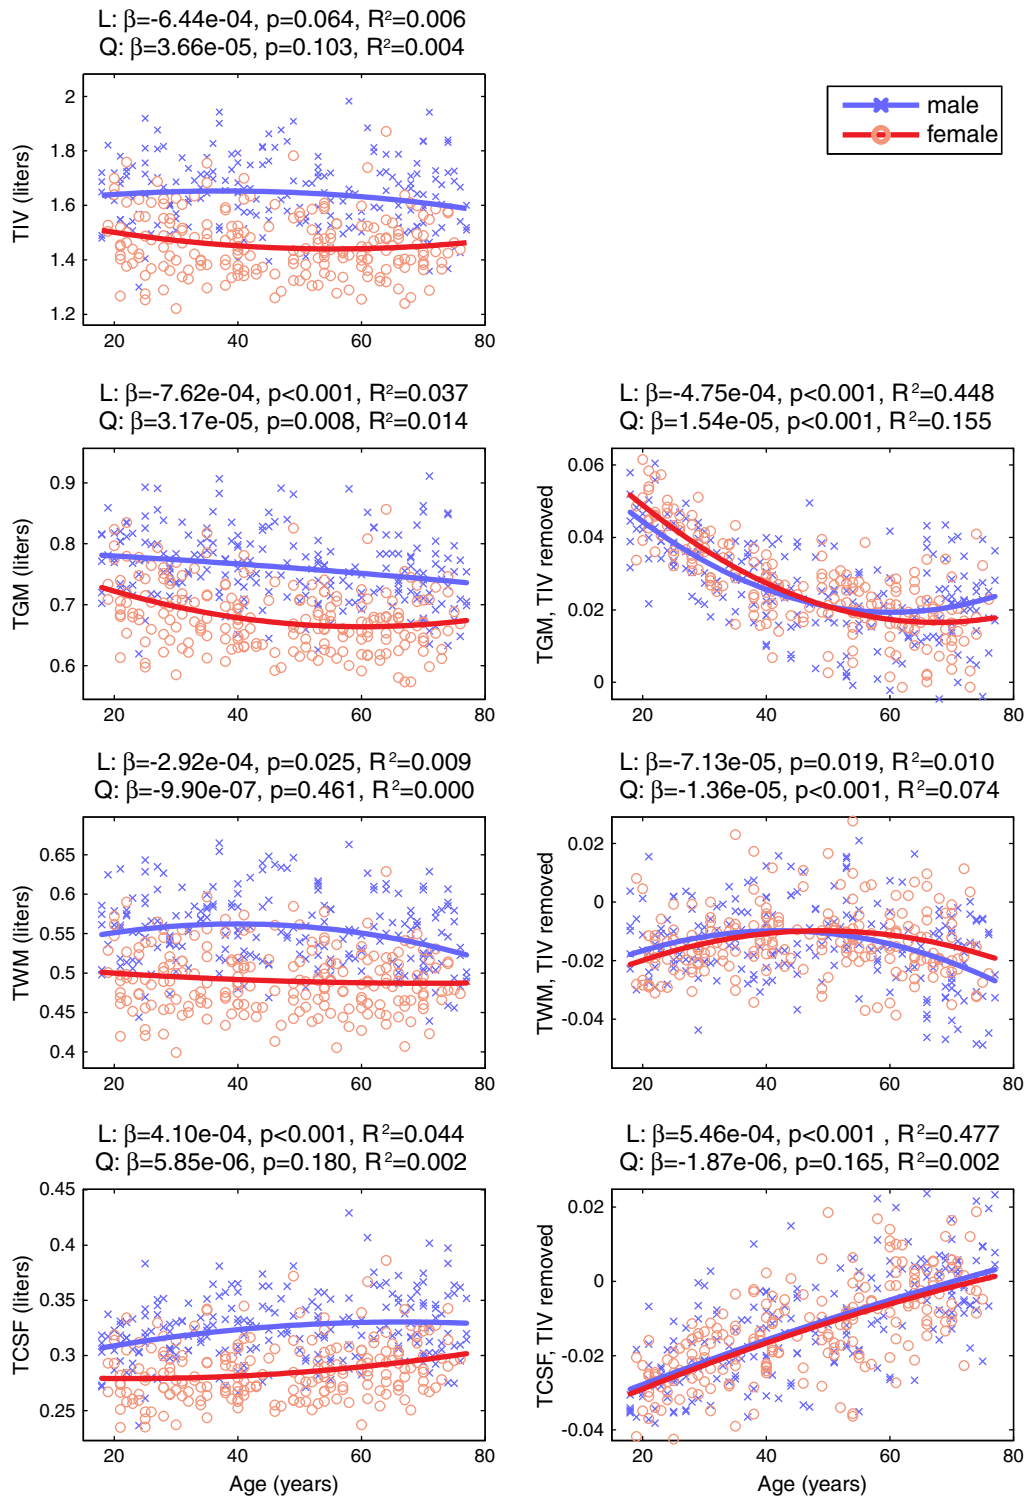 L: β=-6.44e-04, p=0.064, R²=0.006
Q: β=3.66e-05, p=0.103, R²=0.004
2
1.8
1.6
1.4
1.2
TIV (liters)
20 40 60 80
male
female
L: β=-7.62e-04, p<0.001, R²=0.037
Q: β=3.17e-05, p=0.008, R²=0.014
0.9
0.8
0.7
0.6
TGM (liters)
20 40 60 80
L: β=-4.75e-04, p<0.001, R²=0.448
Q: β=1.54e-05, p<0.001, R²=0.155
0.06
0.04
0.02
0
TGM, TIV removed
20 40 60 80
L: β=-2.92e-04, p=0.025, R²=0.009
Q: β=-9.90e-07, p=0.461, R²=0.000
0.65
0.6
0.55
0.5
0.45
0.4
TWM (liters)
20 40 60 80
L: β=-7.13e-05, p=0.019, R²=0.010
Q: β=-1.36e-05, p<0.001, R²=0.074
0.02
0
-0.02
-0.04
TWM, TIV removed
20 40 60 80
L: β=4.10e-04, p<0.001, R²=0.044
Q: β=5.85e-06, p=0.180, R²=0.002
0.45
0.4
0.35
0.3
0.25
TCSF (liters)
20 40 60 80
Age (years)
L: β=5.46e-04, p<0.001 , R²=0.477
Q: β=-1.87e-06, p=0.165, R²=0.002
0.02
0
-0.02
-0.04
TCSF, TIV removed
20 40 60 80
Age (years)